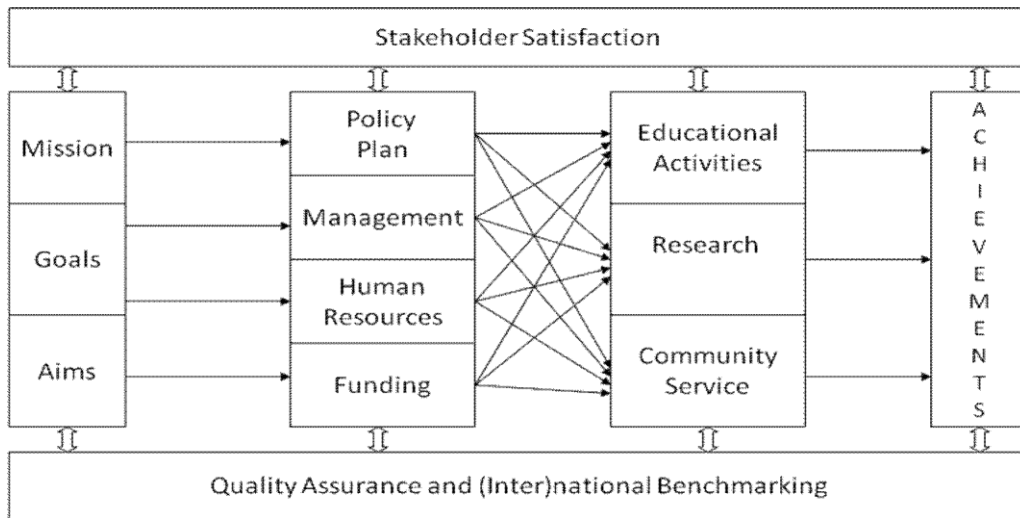 Stakeholder Satisfaction
Mission
Goals
Aims
Policy
Plan
Management
Human
Resources
Funding
Educational
Activities
Research
Community
Service
ACHIEVEMENTS
Quality Assurance and (Inter)national Benchmarking